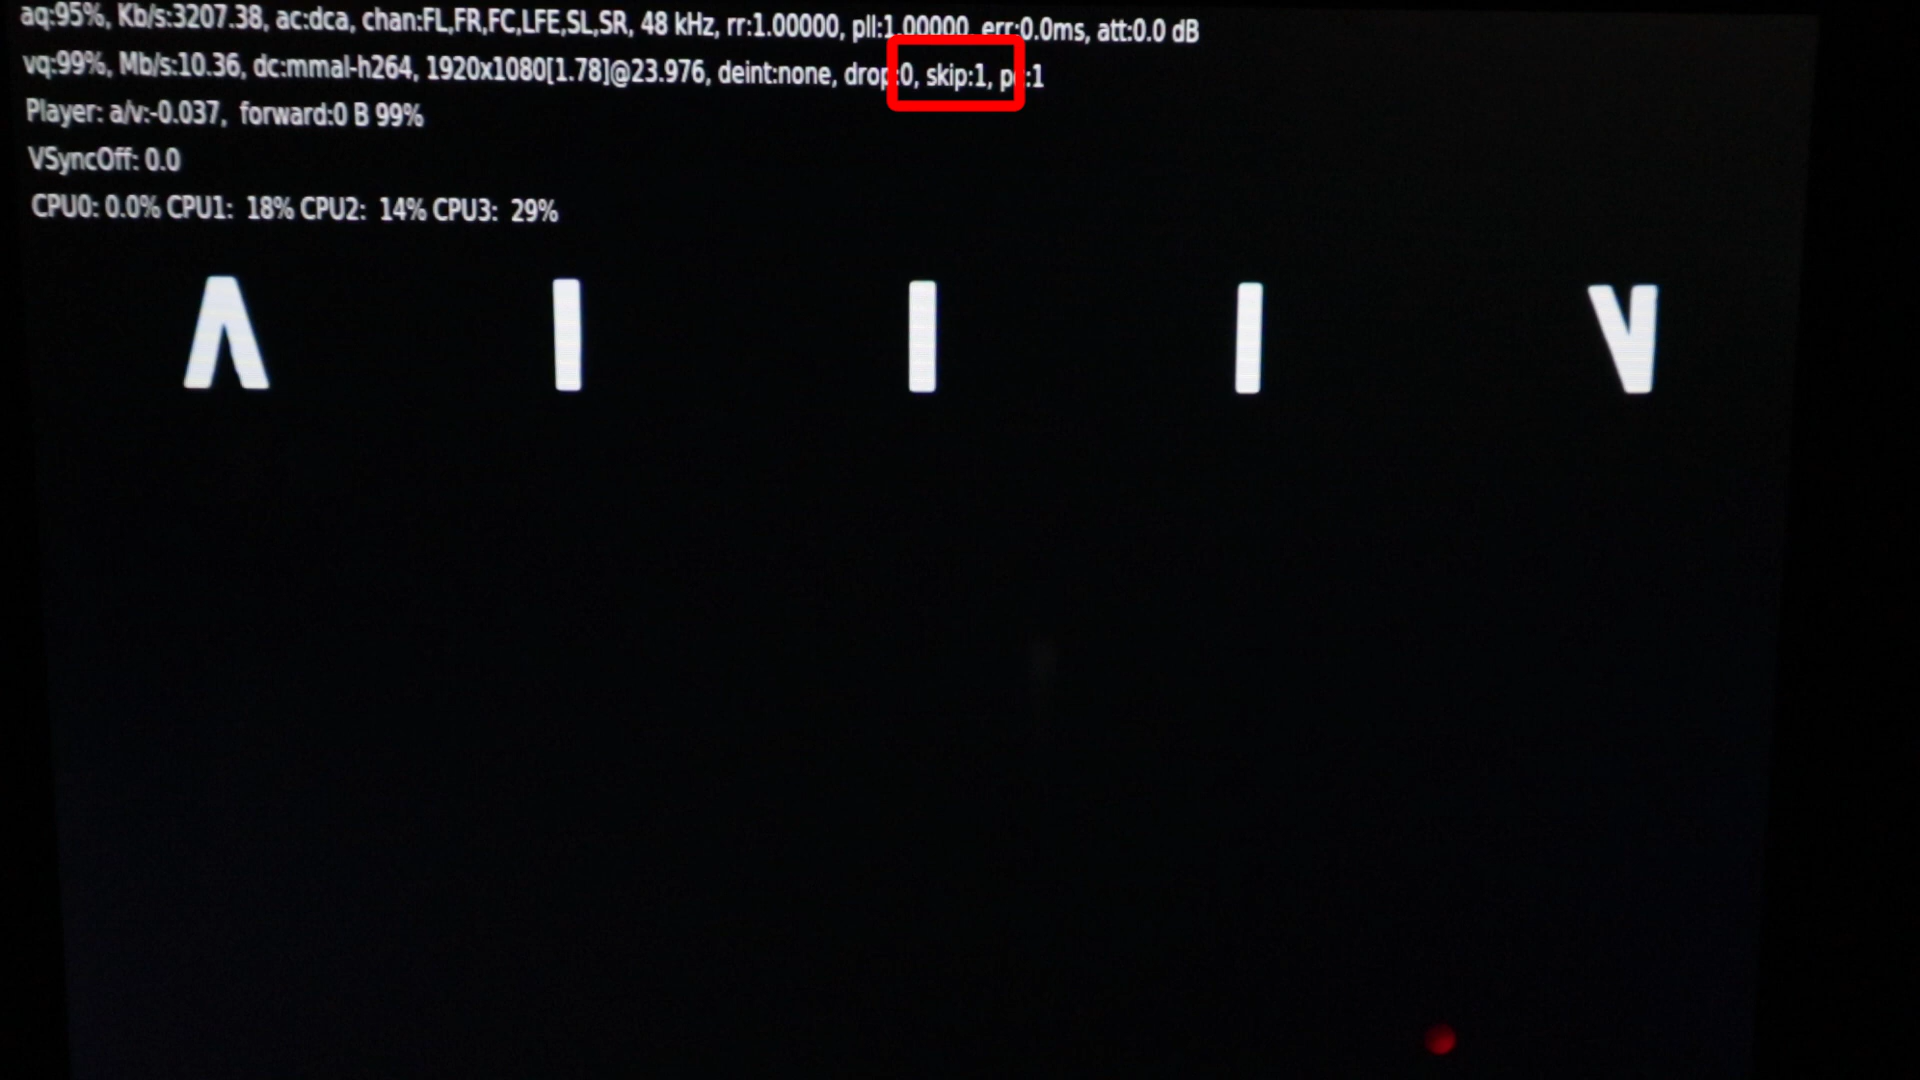 aq:95%, Kb/s:3207.38, ac:dca, chan:FL,FR,FC,LFE,SL,SR, 48 kHz, rr:1.00000, pll:1.00000, err:0.0ms, att:0.0 dB
vq:99%, Mb/s:10.36, dc:mmal-h264, 1920x1080[1.78]@23.976, deint:none, drop:0, skip:1, pc:1
Player: a/v:-0.037, forward:0 B 99%
VSyncOff: 0.0
CPU0: 0.0% CPU1: 18% CPU2: 14% CPU3: 29%